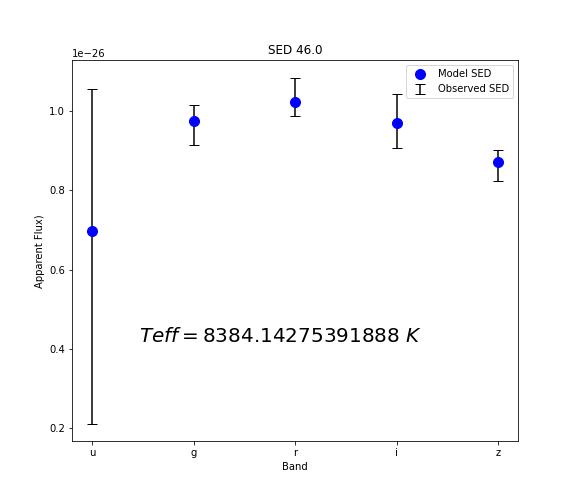 SED 46.0
1e−26
Model SED
Observed SED
1.0
0.8
0.6
0.4
0.2
Apparent Flux)
Teff = 8384.14275391888 K
u g r i z
Band